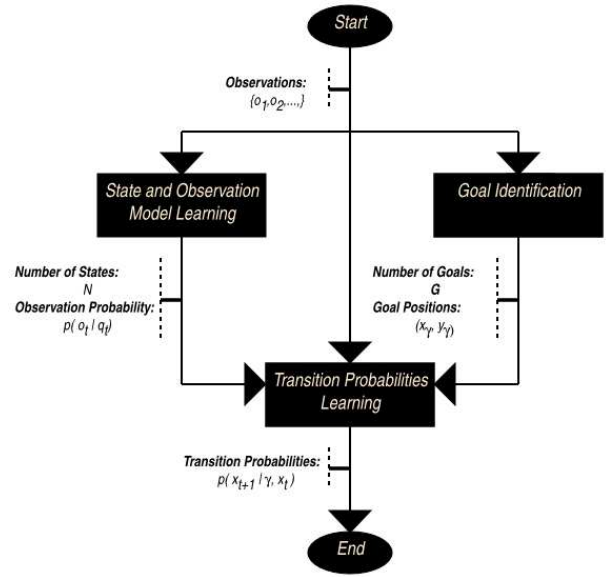 Start
Observations:
{o1,o2,...,}
State and Observation
Model Learning
Goal Identification
Number of States:
N
Observation Probability:
p( ot | qt)
Number of Goals:
G
Goal Positions:
(xγ, yγ)
Transition Probabilities
Learning
Transition Probabilities:
p( xt+1 | γ, xt )
End